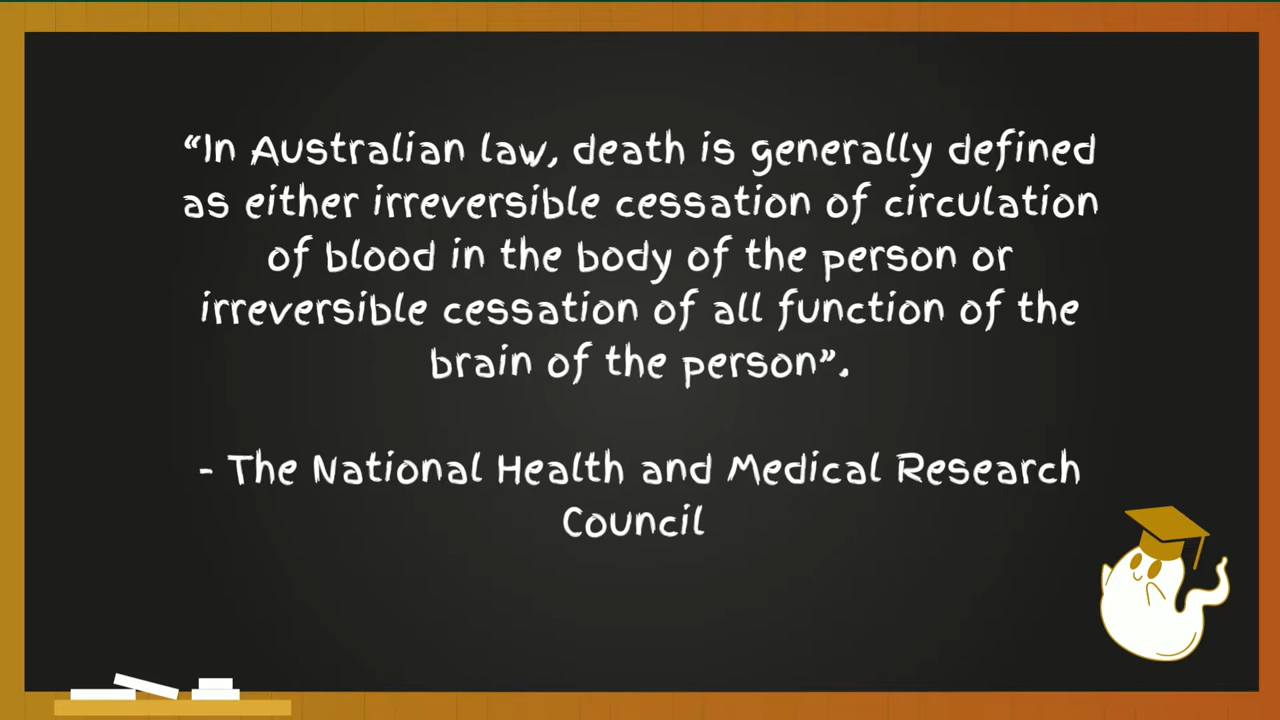 “In Australian law, death is generally defined
as either irreversible cessation of circulation
of blood in the body of the person or
irreversible cessation of all function of the
brain of the person”.
- The National Health and Medical Research
Council